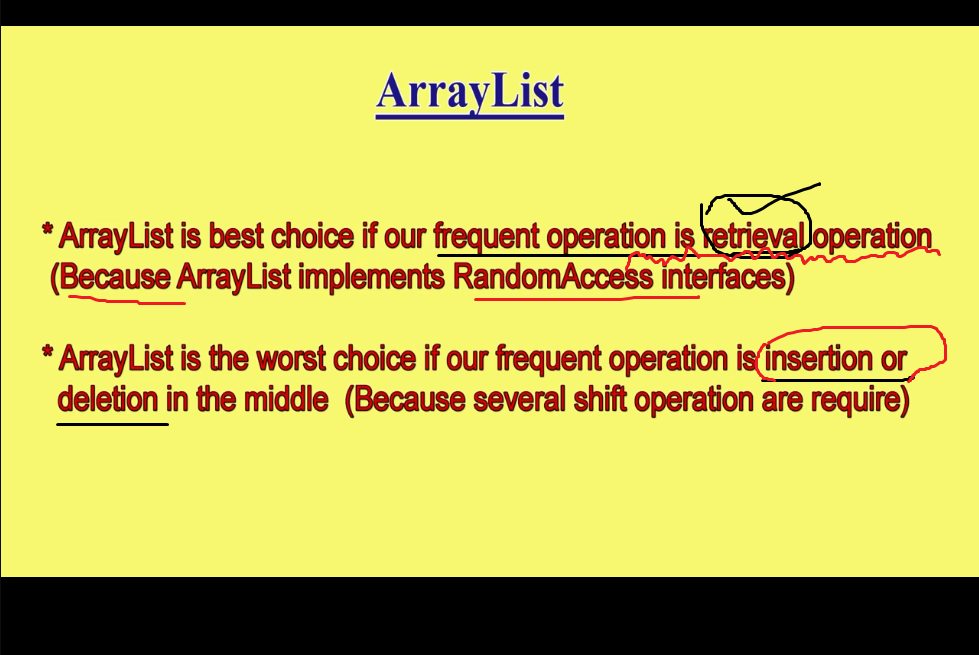 ArrayList
* ArrayList is best choice if our frequent operation is retrieval operation
(Because ArrayList implements RandomAccess interfaces)
* ArrayList is the worst choice if our frequent operation is insertion or
deletion in the middle (Because several shift operation are require)